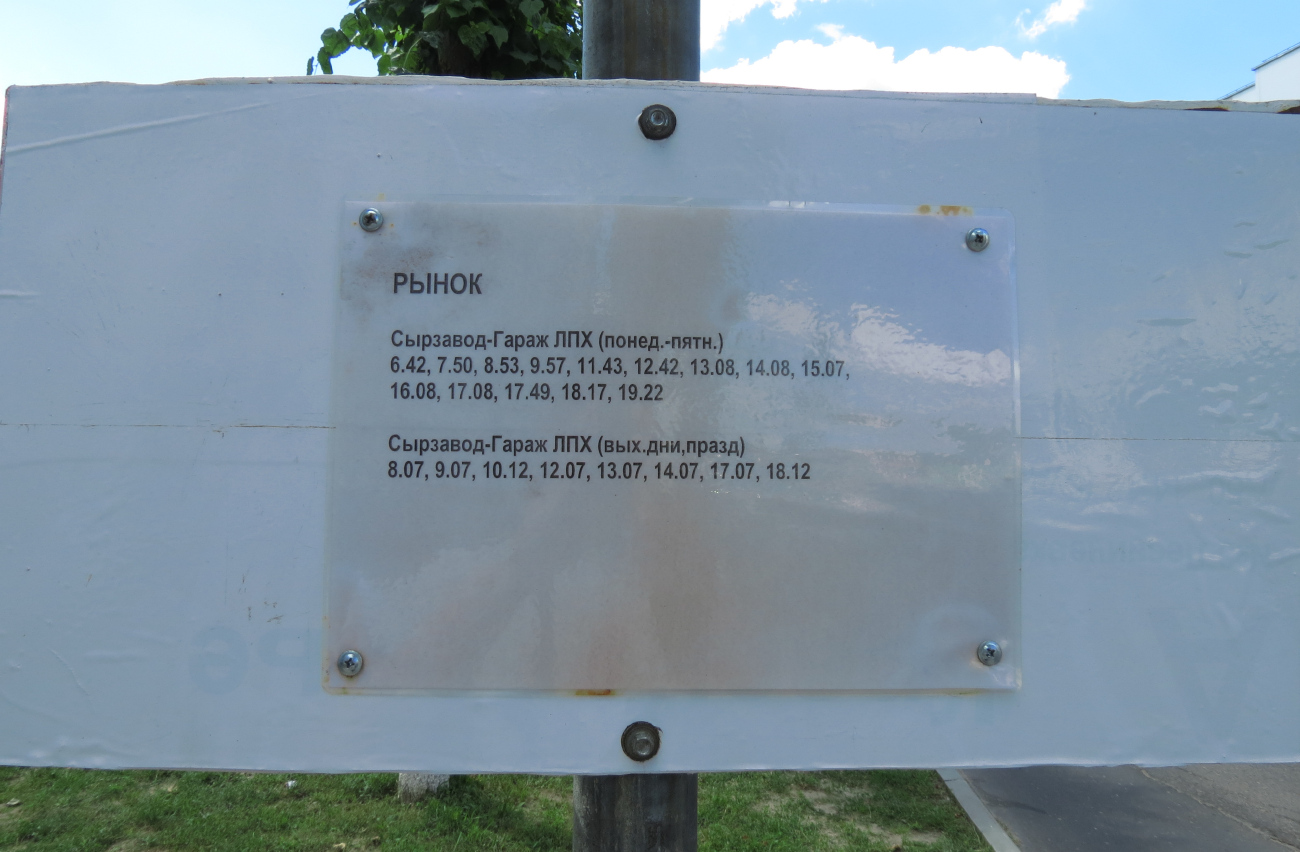 РЫНОК
Сырзавод-Гараж ЛПХ (понед.-пятн.)
6.42, 7.50, 8.53, 9.57, 11.43, 12.42, 13.08, 14.08, 15.07,
16.08, 17.08, 17.49, 18.17, 19.22
Сырзавод-Гараж ЛПХ (вых.дни,празд)
8.07, 9.07, 10.12, 12.07, 13.07, 14.07, 17.07, 18.12